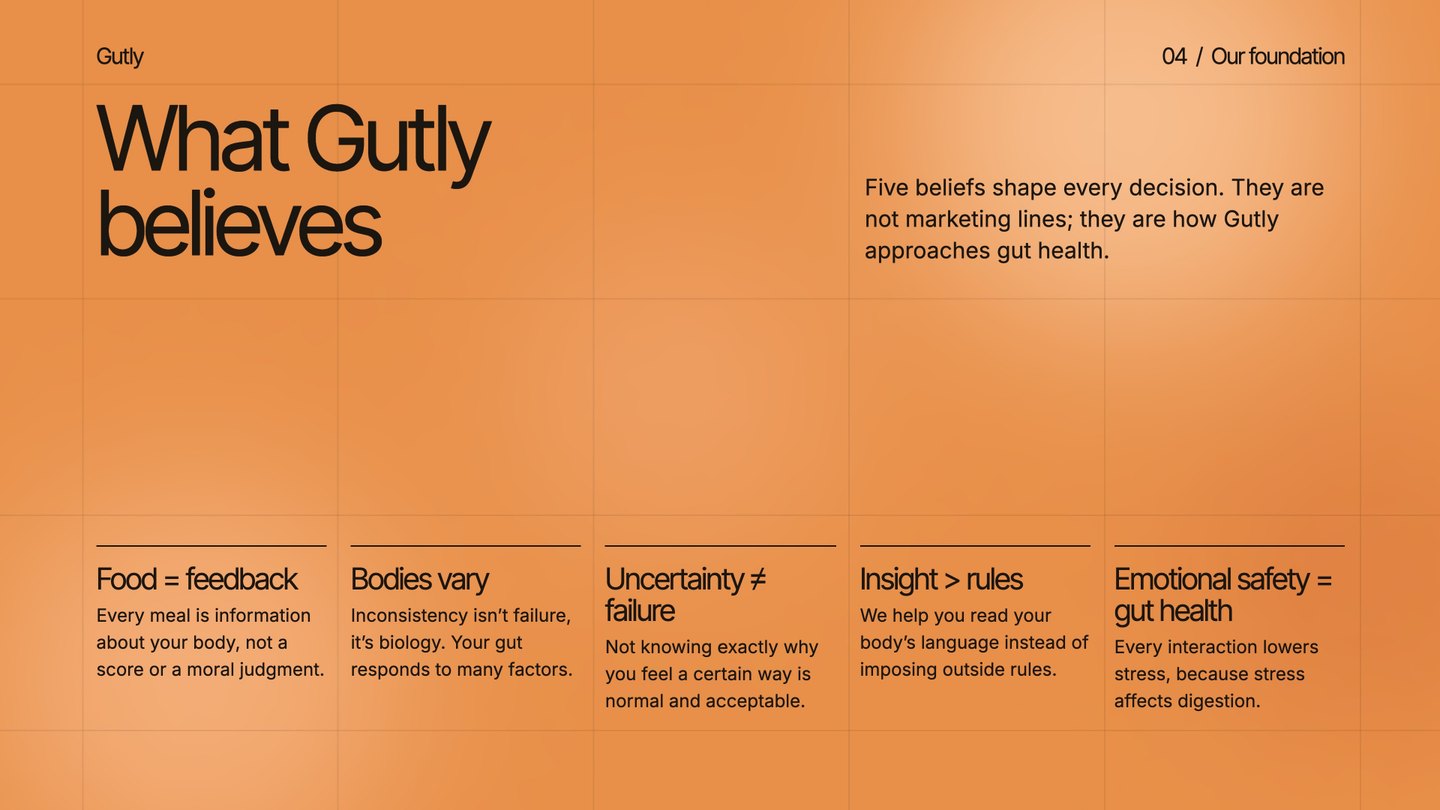 Gutly
04 / Our foundation
What Gutly
believes
Five beliefs shape every decision. They are
not marketing lines; they are how Gutly
approaches gut health.
Food = feedback
Every meal is information
about your body, not a
score or a moral judgment.
Bodies vary
Inconsistency isn’t failure,
it’s biology. Your gut
responds to many factors.
Uncertainty ≠
failure
Not knowing exactly why
you feel a certain way is
normal and acceptable.
Insight > rules
We help you read your
body’s language instead of
imposing outside rules.
Emotional safety =
gut health
Every interaction lowers
stress, because stress
affects digestion.